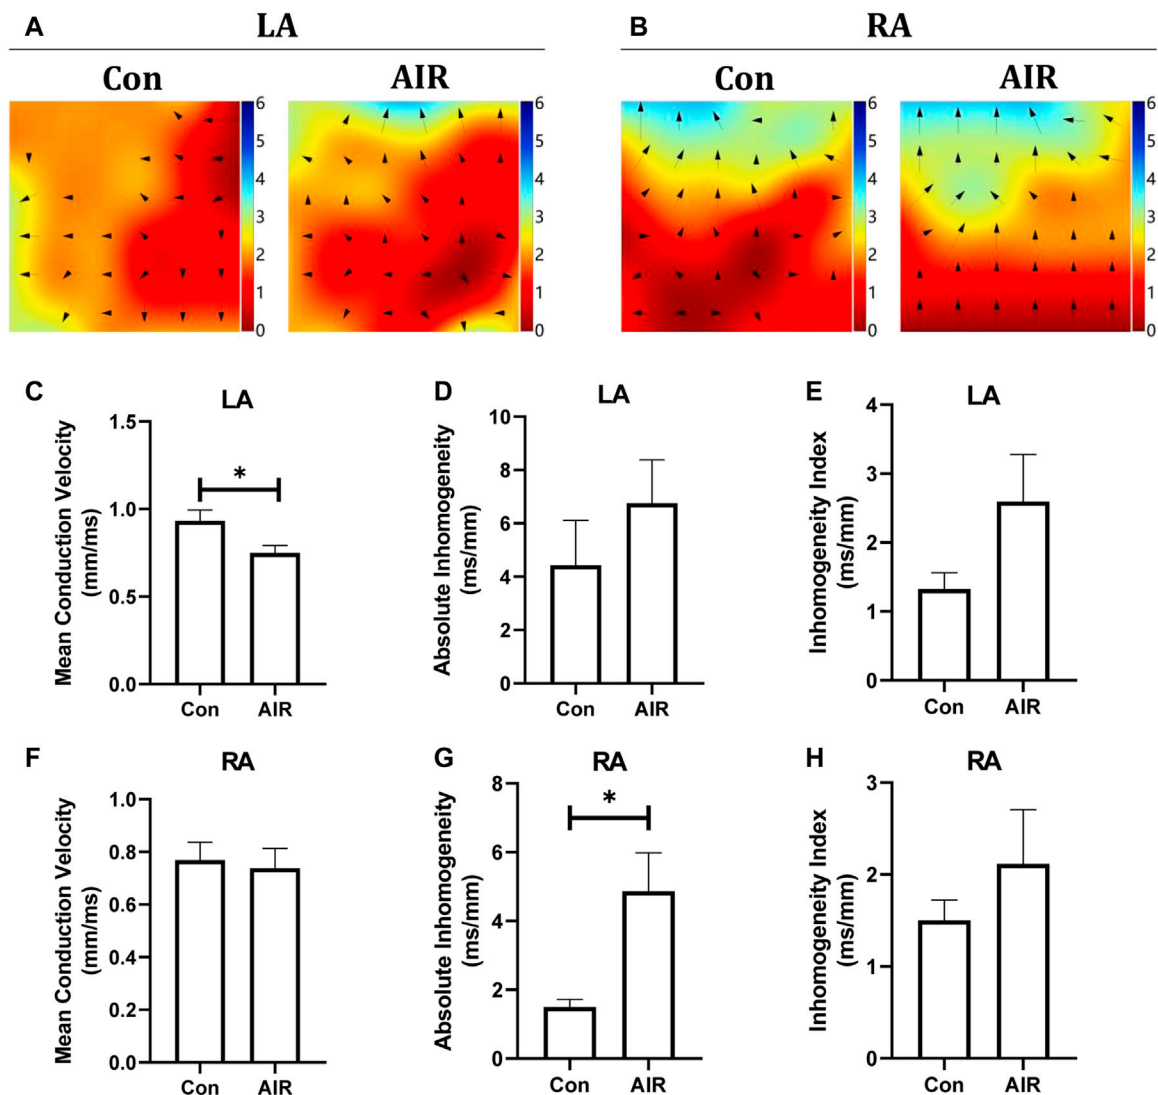 A LA
B RA
Con
AIR
Con
AIR
6
5
4
3
2
1
0
6
5
4
3
2
1
0
6
5
4
3
2
1
0
6
5
4
3
2
1
0
C
LA
Mean Conduction Velocity
(mm/ms)
1.5
1.0
0.5
0.0
*
Con
AIR
D
LA
Absolute Inhomogeneity
(ms/mm)
10
8
6
4
2
0
Con
AIR
E
LA
Inhomogeneity Index
(ms/mm)
4
3
2
1
0
Con
AIR
F
RA
Mean Conduction Velocity
(mm/ms)
1.0
0.8
0.6
0.4
0.2
0.0
Con
AIR
G
RA
Absolute Inhomogeneity
(ms/mm)
8
6
4
2
0
*
Con
AIR
H
RA
Inhomogeneity Index
(ms/mm)
3
2
1
0
Con
AIR